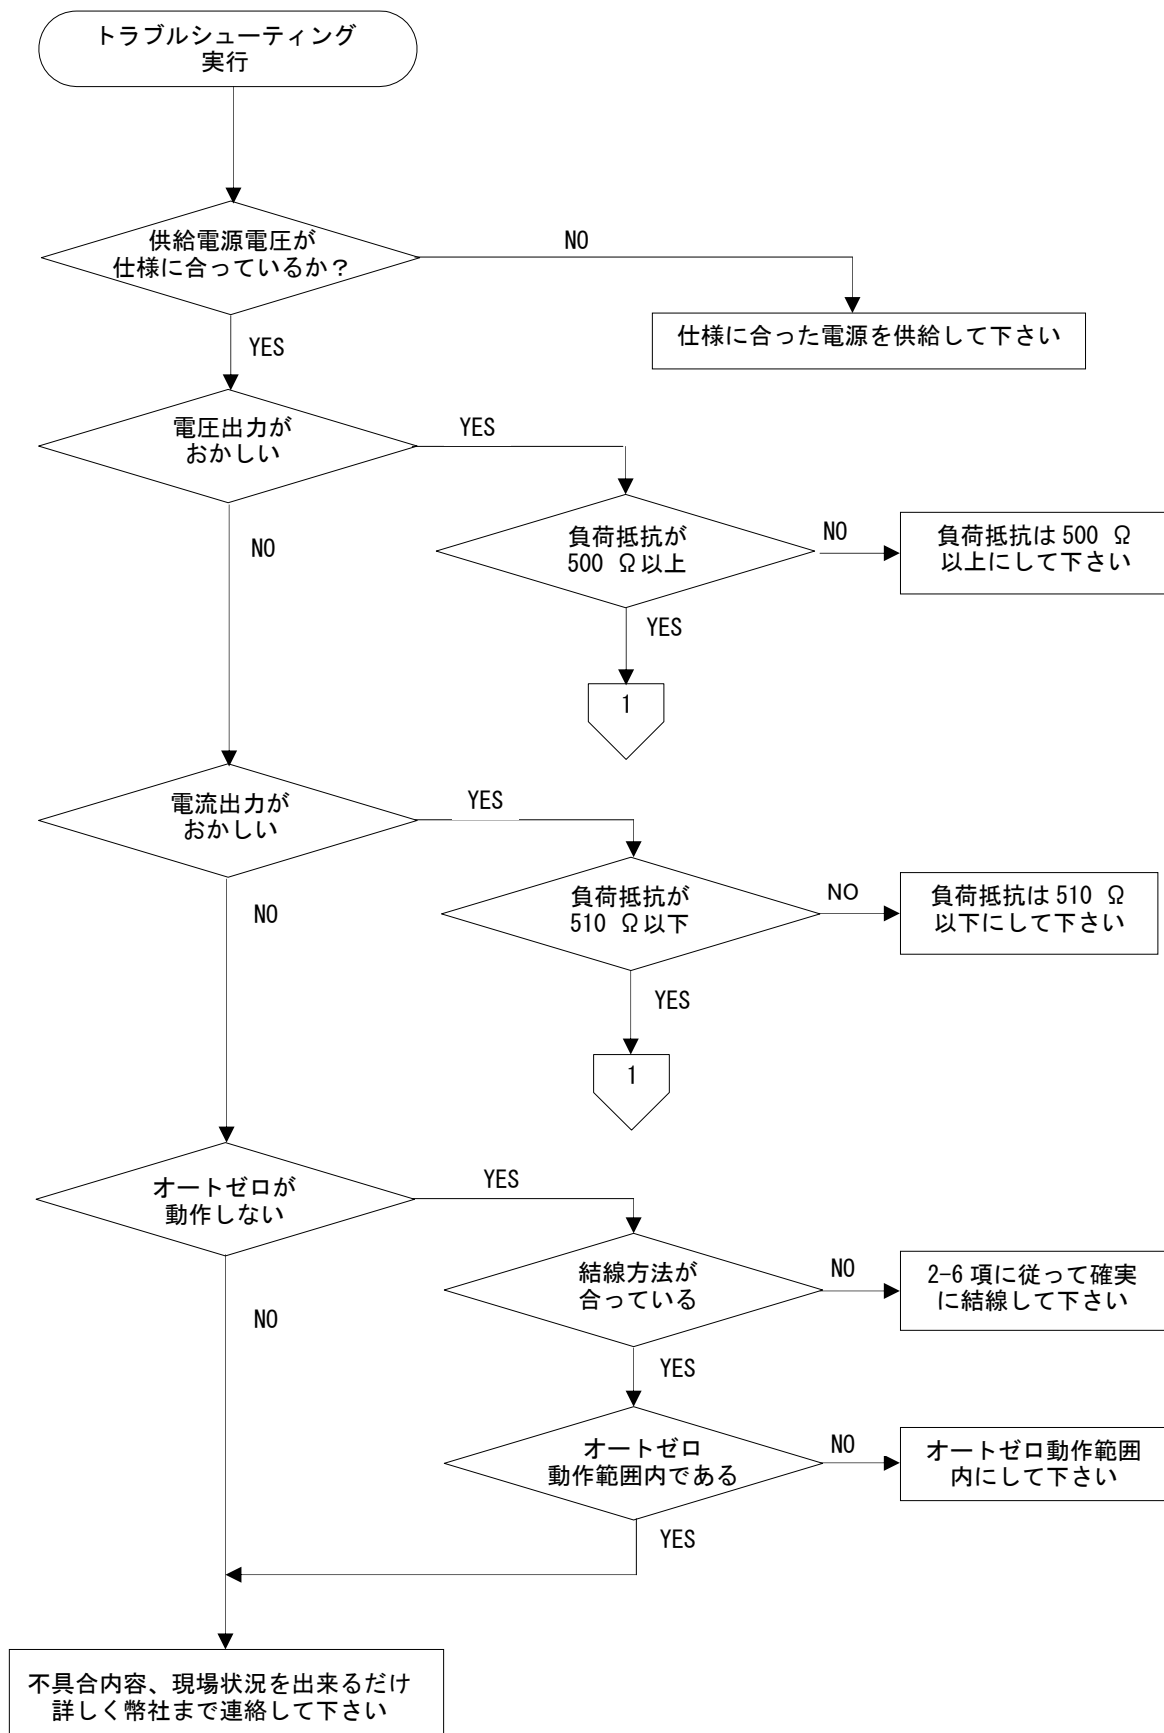 トラブルシューティング
実行
供給電源電圧が
仕様に合っているか？
NO
仕様に合った電源を供給して下さい
YES
電圧出力が
おかしい
YES
NO
負荷抵抗が
500 Ω以上
NO
負荷抵抗は 500 Ω
以上にして下さい
YES
1
電流出力が
おかしい
YES
NO
負荷抵抗が
510 Ω以下
NO
負荷抵抗は 510 Ω
以下にして下さい
YES
1
オートゼロが
動作しない
YES
NO
結線方法が
合っている
NO
2-6 項に従って確実
に結線して下さい
YES
オートゼロ
動作範囲内である
NO
オートゼロ動作範囲
内にして下さい
YES
不具合内容、現場状況を出来るだけ
詳しく幣社まで連絡して下さい